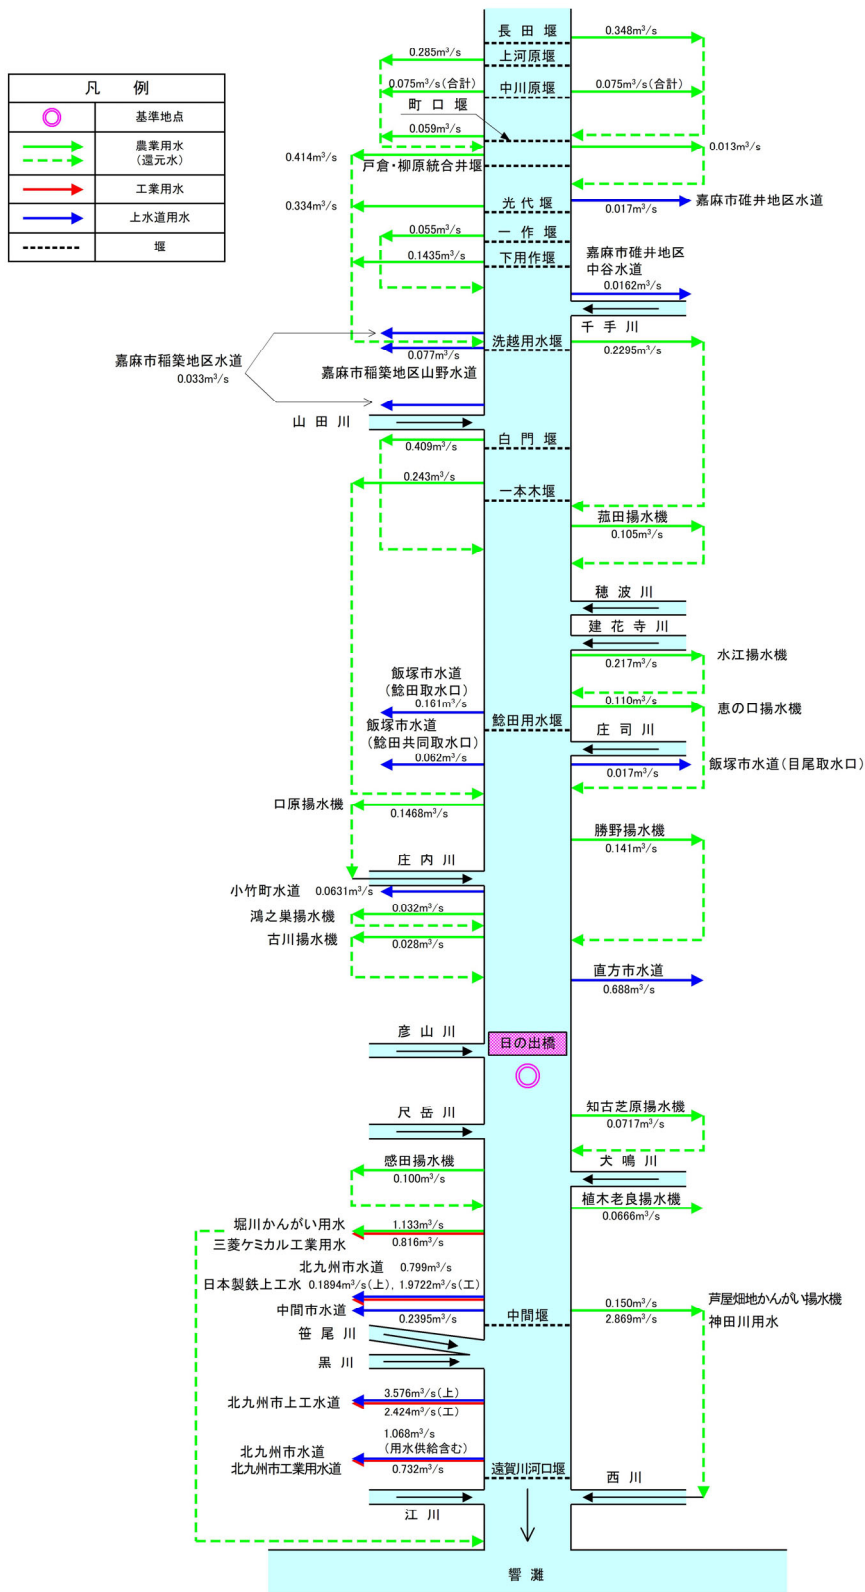 長田堰
0.348m³/s
0.285m³/s
上河原堰
0.075m³/s(合計)
中川原堰
0.075m³/s(合計)
町口堰
0.059m³/s
0.013m³/s
0.414m³/s
戸倉・柳原統合井堰
凡 例
基準地点
農業用水
(還元水)
工業用水
上水道用水
堰
0.334m³/s
光代堰
0.017m³/s
嘉麻市碓井地区水道
0.055m³/s
一作堰
0.1435m³/s
下用作堰
嘉麻市碓井地区
中谷水道
0.0162m³/s
千手川
洗越用水堰
0.2295m³/s
嘉麻市稲築地区水道
0.033m³/s
0.077m³/s
嘉麻市稲築地区山野水道
山田川
白門堰
0.409m³/s
0.243m³/s
一本木堰
菰田揚水機
0.105m³/s
穂波川
建花寺川
水江揚水機
0.217m³/s
飯塚市水道
(鯰田取水口)
0.161m³/s
0.110m³/s
恵の口揚水機
鯰田用水堰
飯塚市水道
(鯰田共同取水口)
0.062m³/s
庄司川
0.017m³/s
飯塚市水道(目尾取水口)
口原揚水機
0.1468m³/s
勝野揚水機
0.141m³/s
庄内川
小竹町水道 0.0631m³/s
鴻之巣揚水機
0.032m³/s
古川揚水機
0.028m³/s
直方市水道
0.688m³/s
彦山川
日の出橋
尺岳川
知古芝原揚水機
0.0717m³/s
感田揚水機
0.100m³/s
犬鳴川
植木老良揚水機
0.0666m³/s
堀川かんがい用水
1.133m³/s
三菱ケミカル工業用水
0.816m³/s
北九州市水道 0.799m³/s
日本製鉄上工水 0.1894m³/s(上), 1.9722m³/s(工)
中間市水道
0.2395m³/s
中間堰
0.150m³/s
芦屋畑地かんがい揚水機
2.869m³/s
神田川用水
笹尾川
黒川
北九州市上工水道
3.576m³/s(上)
2.424m³/s(工)
1.068m³/s
(用水供給含む)
北九州市水道
北九州市工業用水道
0.732m³/s
遠賀川河口堰
西川
江川
響灘